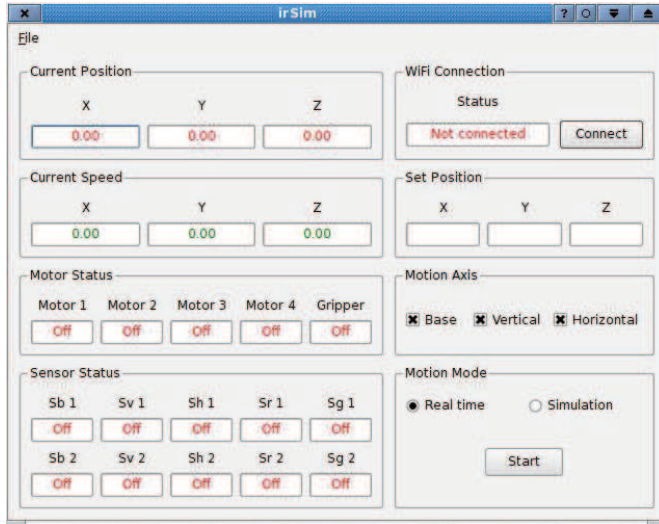 irSim
File
Current Position
X Y Z
0.00 0.00 0.00
Current Speed
X Y Z
0.00 0.00 0.00
Motor Status
Motor 1 Motor 2 Motor 3 Motor 4 Gripper
Off Off Off Off Off
Sensor Status
Sb 1 Sv 1 Sh 1 Sr 1 Sg 1
Off Off Off Off Off
Sb 2 Sv 2 Sh 2 Sr 2 Sg 2
Off Off Off Off Off
WiFi Connection
Status
Not connected Connect
Set Position
X Y Z
Motion Axis
Base Vertical Horizontal
Motion Mode
Real time Simulation
Start